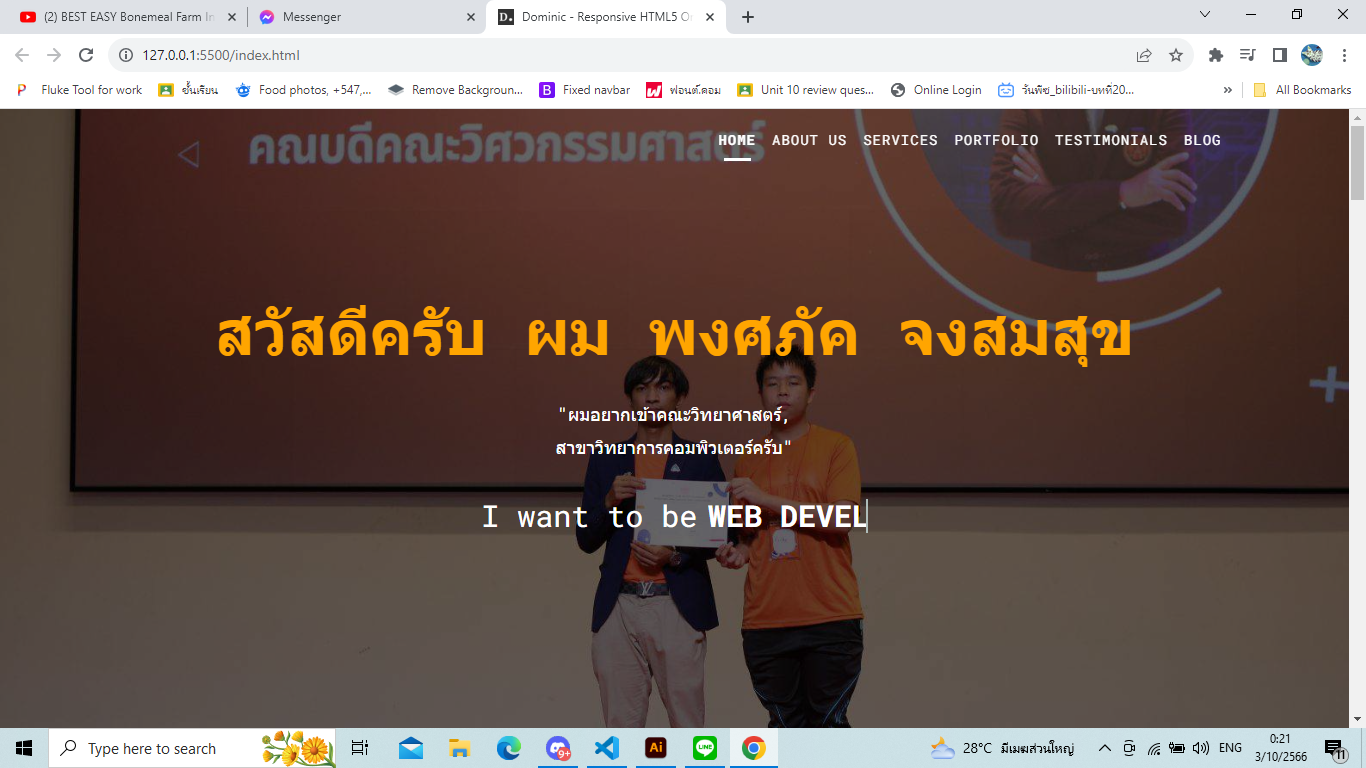 (2) BEST EASY Bonemeal Farm In
Messenger
Dominic - Responsive HTML5 O
127.0.0.1:5500/index.html
Fluke Tool for work
ชั้นเรียน
Food photos, +547,...
Remove Backgroun...
Fixed navbar
ฟอนต์.คอม
Unit 10 review ques...
Online Login
วันพีช_bilibili-บทที่20...
»
All Bookmarks
คณบดีคณะวิศวกรรมศาสตร์
HOME ABOUT US SERVICES PORTFOLIO TESTIMONIALS BLOG
สวัสดีครับ ผม พงศภัค จงสมสุข
"ผมอยากเข้าคณะวิทยาศาสตร์,
สาขาวิทยาการคอมพิวเตอร์ครับ"
I want to be WEB DEVEL
Type here to search
9+
Ai
LINE
28°C มีเมฆส่วนใหญ่
ENG
0:21
3/10/2566
11